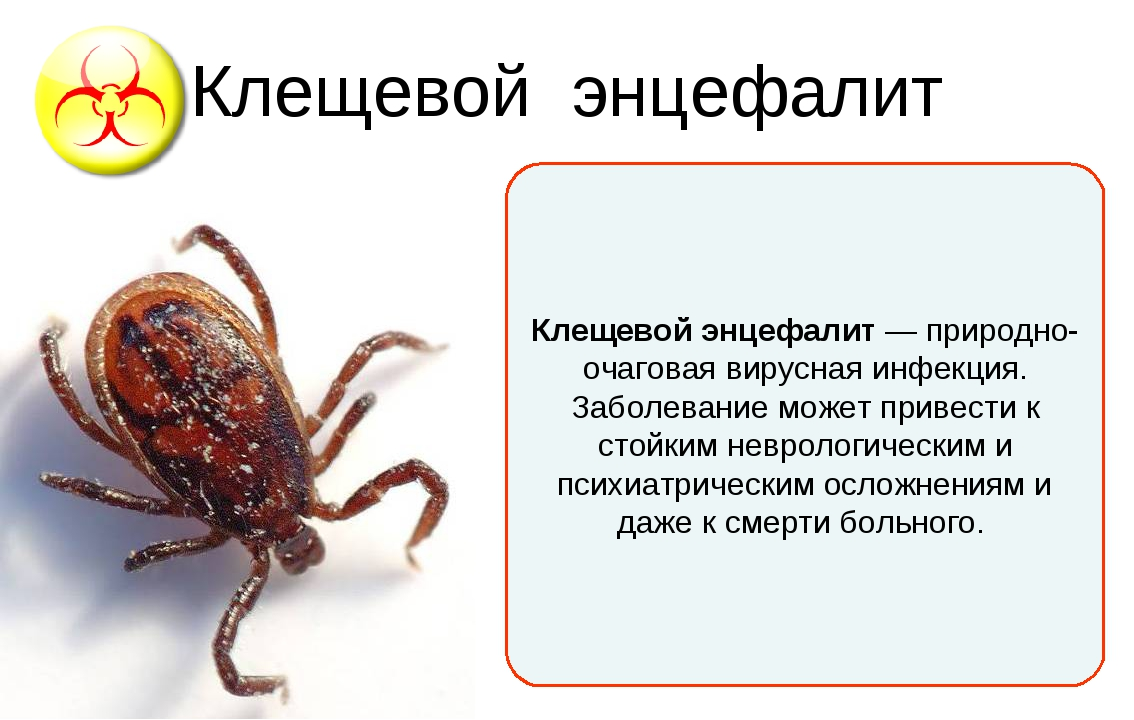 Клещевой энцефалит
Клещевой энцефалит — природно-
очаговая вирусная инфекция.
Заболевание может привести к
стойким неврологическим и
психиатрическим осложнениям и
даже к смерти больного.